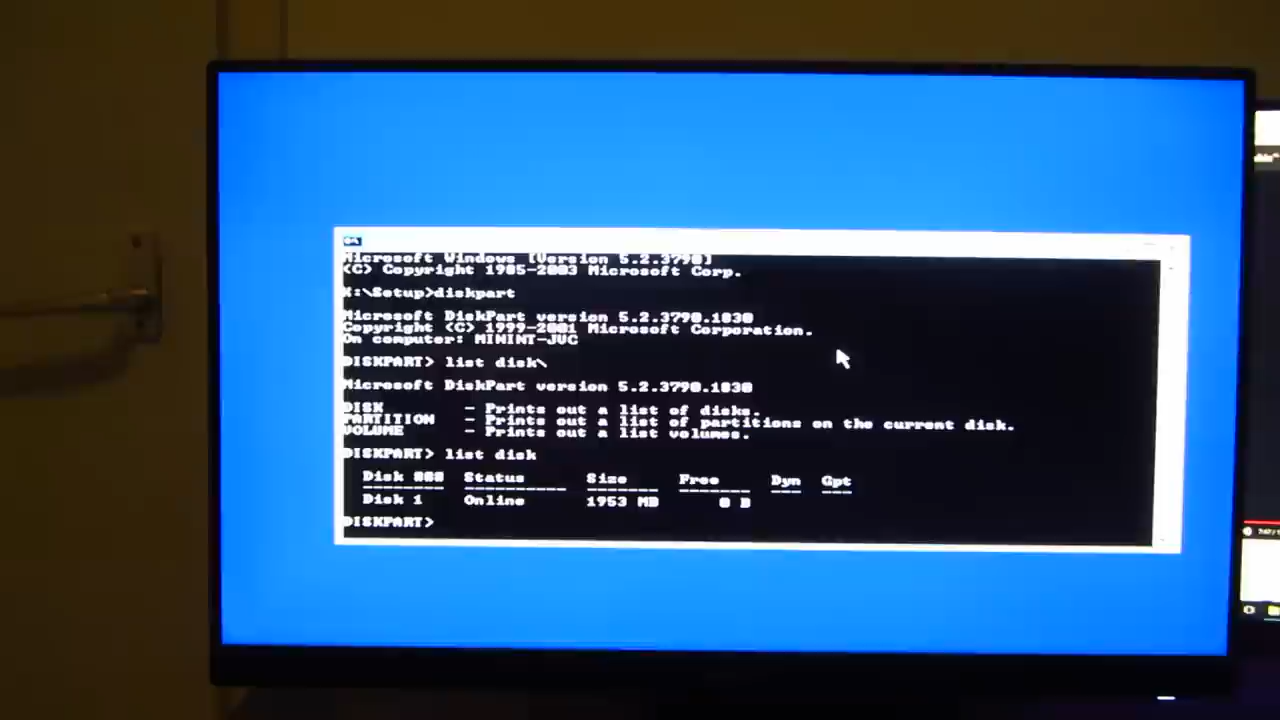 Microsoft Windows [Version 5.2.3790]
(C) Copyright 1985-2003 Microsoft Corp.
X:\Setup>diskpart
Microsoft DiskPart version 5.2.3790.1830
Copyright (C) 1999-2001 Microsoft Corporation.
On computer: MININT-JVC
DISKPART> list disk\
Microsoft DiskPart version 5.2.3790.1830
DISK - Prints out a list of disks.
PARTITION - Prints out a list of partitions on the current disk.
VOLUME - Prints out a list volumes.
DISKPART> list disk
Disk ### Status Size Free Dyn Gpt
-------- ---------- ------- ------- --- ---
Disk 1 Online 1953 MB 0 B
DISKPART>